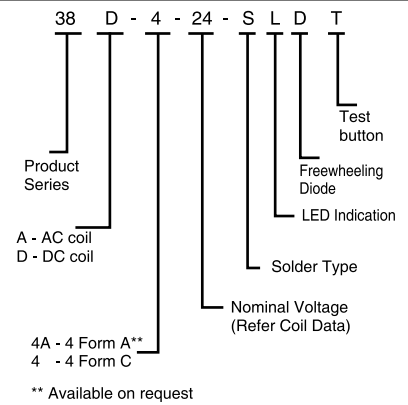 38 D - 4 - 24 - S L D T
Test
button
Product
Series
Freewheeling
Diode
LED Indication
A - AC coil
D - DC coil
Solder Type
Nominal Voltage
(Refer Coil Data)
4A - 4 Form A**
4 - 4 Form C
** Available on request